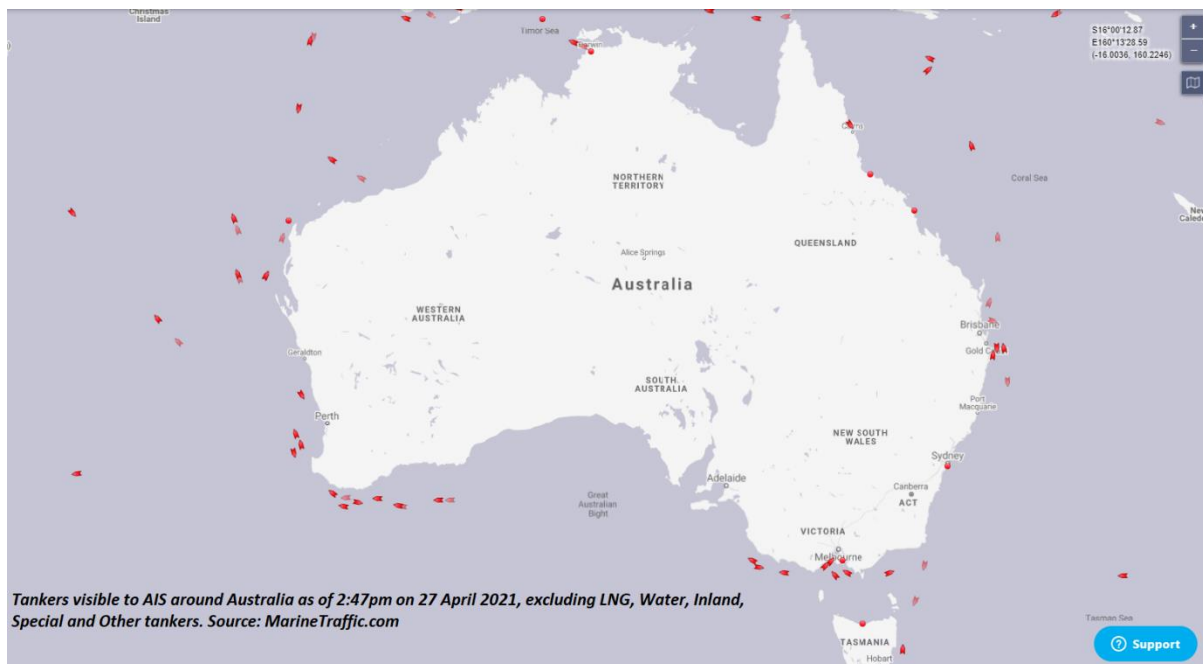 Christmas
Island
Timor Sea
S16°00'12.87
E160°13'28.59
(-16.0036, 160.2246)
+
−
Darwin
NORTHERN
TERRITORY
Coral Sea
New
Caled
QUEENSLAND
Alice Springs
Australia
WESTERN
AUSTRALIA
Brisbane
Gold C
Geraldton
SOUTH
AUSTRALIA
Port
Macquarie
Perth
NEW SOUTH
WALES
Sydney
Adelaide
Canberra
ACT
Great
Australian
Bight
VICTORIA
Melbourne
Tankers visible to AIS around Australia as of 2:47pm on 27 April 2021, excluding LNG, Water, Inland,
Special and Other tankers. Source: MarineTraffic.com
Tasman Sea
TASMANIA
Hobart
Support